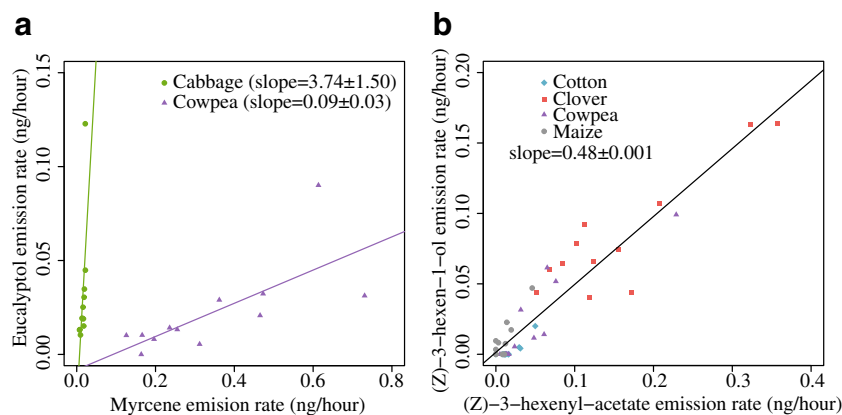 a
Eucalyptol emission rate (ng/hour)
0.15
0.10
0.05
0.00
Cabbage (slope=3.74±1.50)
Cowpea (slope=0.09±0.03)
0.0 0.2 0.4 0.6 0.8
Myrcene emision rate (ng/hour)
b
(Z)−3−hexen−1−ol emission rate (ng/hour)
0.20
0.15
0.10
0.05
0.00
Cotton
Clover
Cowpea
Maize
slope=0.48±0.001
0.0 0.1 0.2 0.3 0.4
(Z)−3−hexenyl−acetate emission rate (ng/hour)